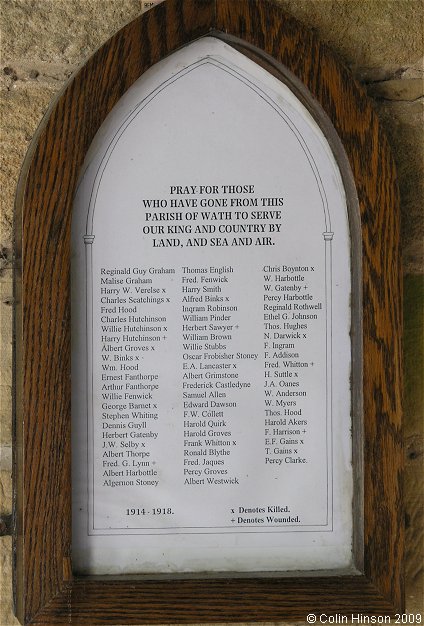 PRAY FOR THOSE
WHO HAVE GONE FROM THIS
PARISH OF WATH TO SERVE
OUR KING AND COUNTRY BY
LAND, AND SEA AND AIR.
Reginald Guy Graham
Malise Graham
Harry W. Verelse x
Charles Scatchings x
Fred Hood
Charles Hutchinson
Willie Hutchinson x
Harry Hutchinson +
Albert Groves x
W. Binks x
Wm. Hood
Ernest Fanthorpe
Arthur Fanthorpe
Willie Fenwick
George Barnet x
Stephen Whiting
Dennis Guyll
Herbert Gatenby
J.W. Selby x
Albert Thorpe
Fred. G. Lynn +
Albert Harbottle
Algernon Stoney
Thomas English
Fred. Fenwick
Harry Smith
Alfred Binks x
Inqram Robinson
William Pinder
Herbert Sawyer +
William Brown
Willie Stubbs
Oscar Frobisher Stoney
E.A. Lancaster x
Albert Grimstone
Frederick Castledyne
Samuel Allen
Edward Dawson
F.W. Collett
Harold Quirk
Harold Groves
Frank Whitton x
Ronald Blythe
Fred. Jaques
Percy Groves
Albert Westwick
Chris Boynton x
W. Harbottle
W. Gatenby +
Percy Harbottle
Reginald Rothwell
Ethel G. Johnson
Thos. Hughes
N. Darwick x
F. Ingram
F. Addison
Fred. Whitton +
H. Suttle x
J.A. Oanes
W. Anderson
W. Myers
Thos. Hood
Harold Akers
F. Harrison +
E.F. Gains x
T. Gains x
Percy Clarke.
1914 - 1918.
x Denotes Killed.
+ Denotes Wounded.
© Colin Hinson 2009